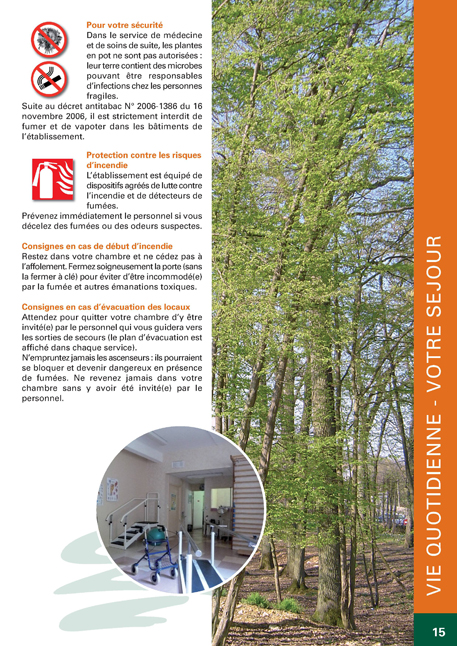 Pour votre sécurité
Dans le service de médecine
et de soins de suite, les plantes
en pot ne sont pas autorisées :
leur terre contient des microbes
pouvant être responsables
d'infections chez les personnes
fragiles.
Suite au décret antitabac N° 2006-1386 du 16
novembre 2006, il est strictement interdit de
fumer et de vapoter dans les bâtiments de
l'établissement.
Protection contre les risques
d'incendie
L'établissement est équipé de
dispositifs agréés de lutte contre
l'incendie et de détecteurs de
fumées.
Prévenez immédiatement le personnel si vous
décelez des fumées ou des odeurs suspectes.
Consignes en cas de début d'incendie
Restez dans votre chambre et ne cédez pas à
l'affolement. Fermez soigneusement la porte (sans
la fermer à clé) pour éviter d'être incommodé(e)
par la fumée et autres émanations toxiques.
Consignes en cas d'évacuation des locaux
Attendez pour quitter votre chambre d'y être
invité(e) par le personnel qui vous guidera vers
les sorties de secours (le plan d'évacuation est
affiché dans chaque service).
N'empruntez jamais les ascenseurs : ils pourraient
se bloquer et devenir dangereux en présence
de fumées. Ne revenez jamais dans votre
chambre sans y avoir été invité(e) par le
personnel.
VIE QUOTIDIENNE - VOTRE SEJOUR
15